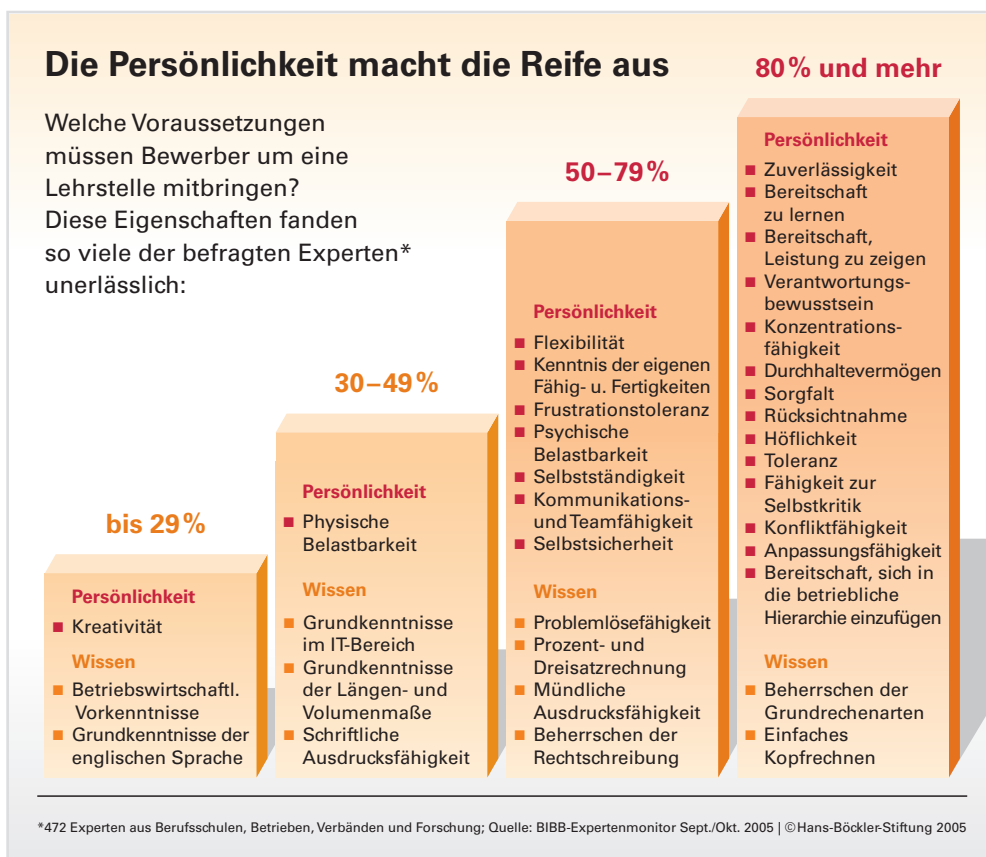 Die Persönlichkeit macht die Reife aus
Welche Voraussetzungen
müssen Bewerber um eine
Lehrstelle mitbringen?
Diese Eigenschaften fanden
so viele der befragten Experten*
unerlässlich:
bis 29%
Persönlichkeit
■ Kreativität
Wissen
■ Betriebswirtschaftl.
Vorkenntnisse
■ Grundkenntnisse der
englischen Sprache
30–49%
Persönlichkeit
■ Physische
Belastbarkeit
Wissen
■ Grundkenntnisse
im IT-Bereich
■ Grundkenntnisse
der Längen- und
Volumenmaße
■ Schriftliche
Ausdrucksfähigkeit
50–79%
Persönlichkeit
■ Flexibilität
■ Kenntnis der eigenen
Fähig- u. Fertigkeiten
■ Frustrationstoleranz
■ Psychische
Belastbarkeit
■ Selbstständigkeit
■ Kommunikations-
und Teamfähigkeit
■ Selbstsicherheit
Wissen
■ Problemlösefähigkeit
■ Prozent- und
Dreisatzrechnung
■ Mündliche
Ausdrucksfähigkeit
■ Beherrschen der
Rechtschreibung
80% und mehr
Persönlichkeit
■ Zuverlässigkeit
■ Bereitschaft
zu lernen
■ Bereitschaft,
Leistung zu zeigen
■ Verantwortungs-
bewusstsein
■ Konzentrations-
fähigkeit
■ Durchhaltevermögen
■ Sorgfalt
■ Rücksichtnahme
■ Höflichkeit
■ Toleranz
■ Fähigkeit zur
Selbstkritik
■ Konfliktfähigkeit
■ Anpassungsfähigkeit
■ Bereitschaft, sich in
die betriebliche
Hierarchie einzufügen
Wissen
■ Beherrschen der
Grundrechenarten
■ Einfaches
Kopfrechnen
*472 Experten aus Berufsschulen, Betrieben, Verbänden und Forschung; Quelle: BIBB-Expertenmonitor Sept./Okt. 2005 | ©Hans-Böckler-Stiftung 2005